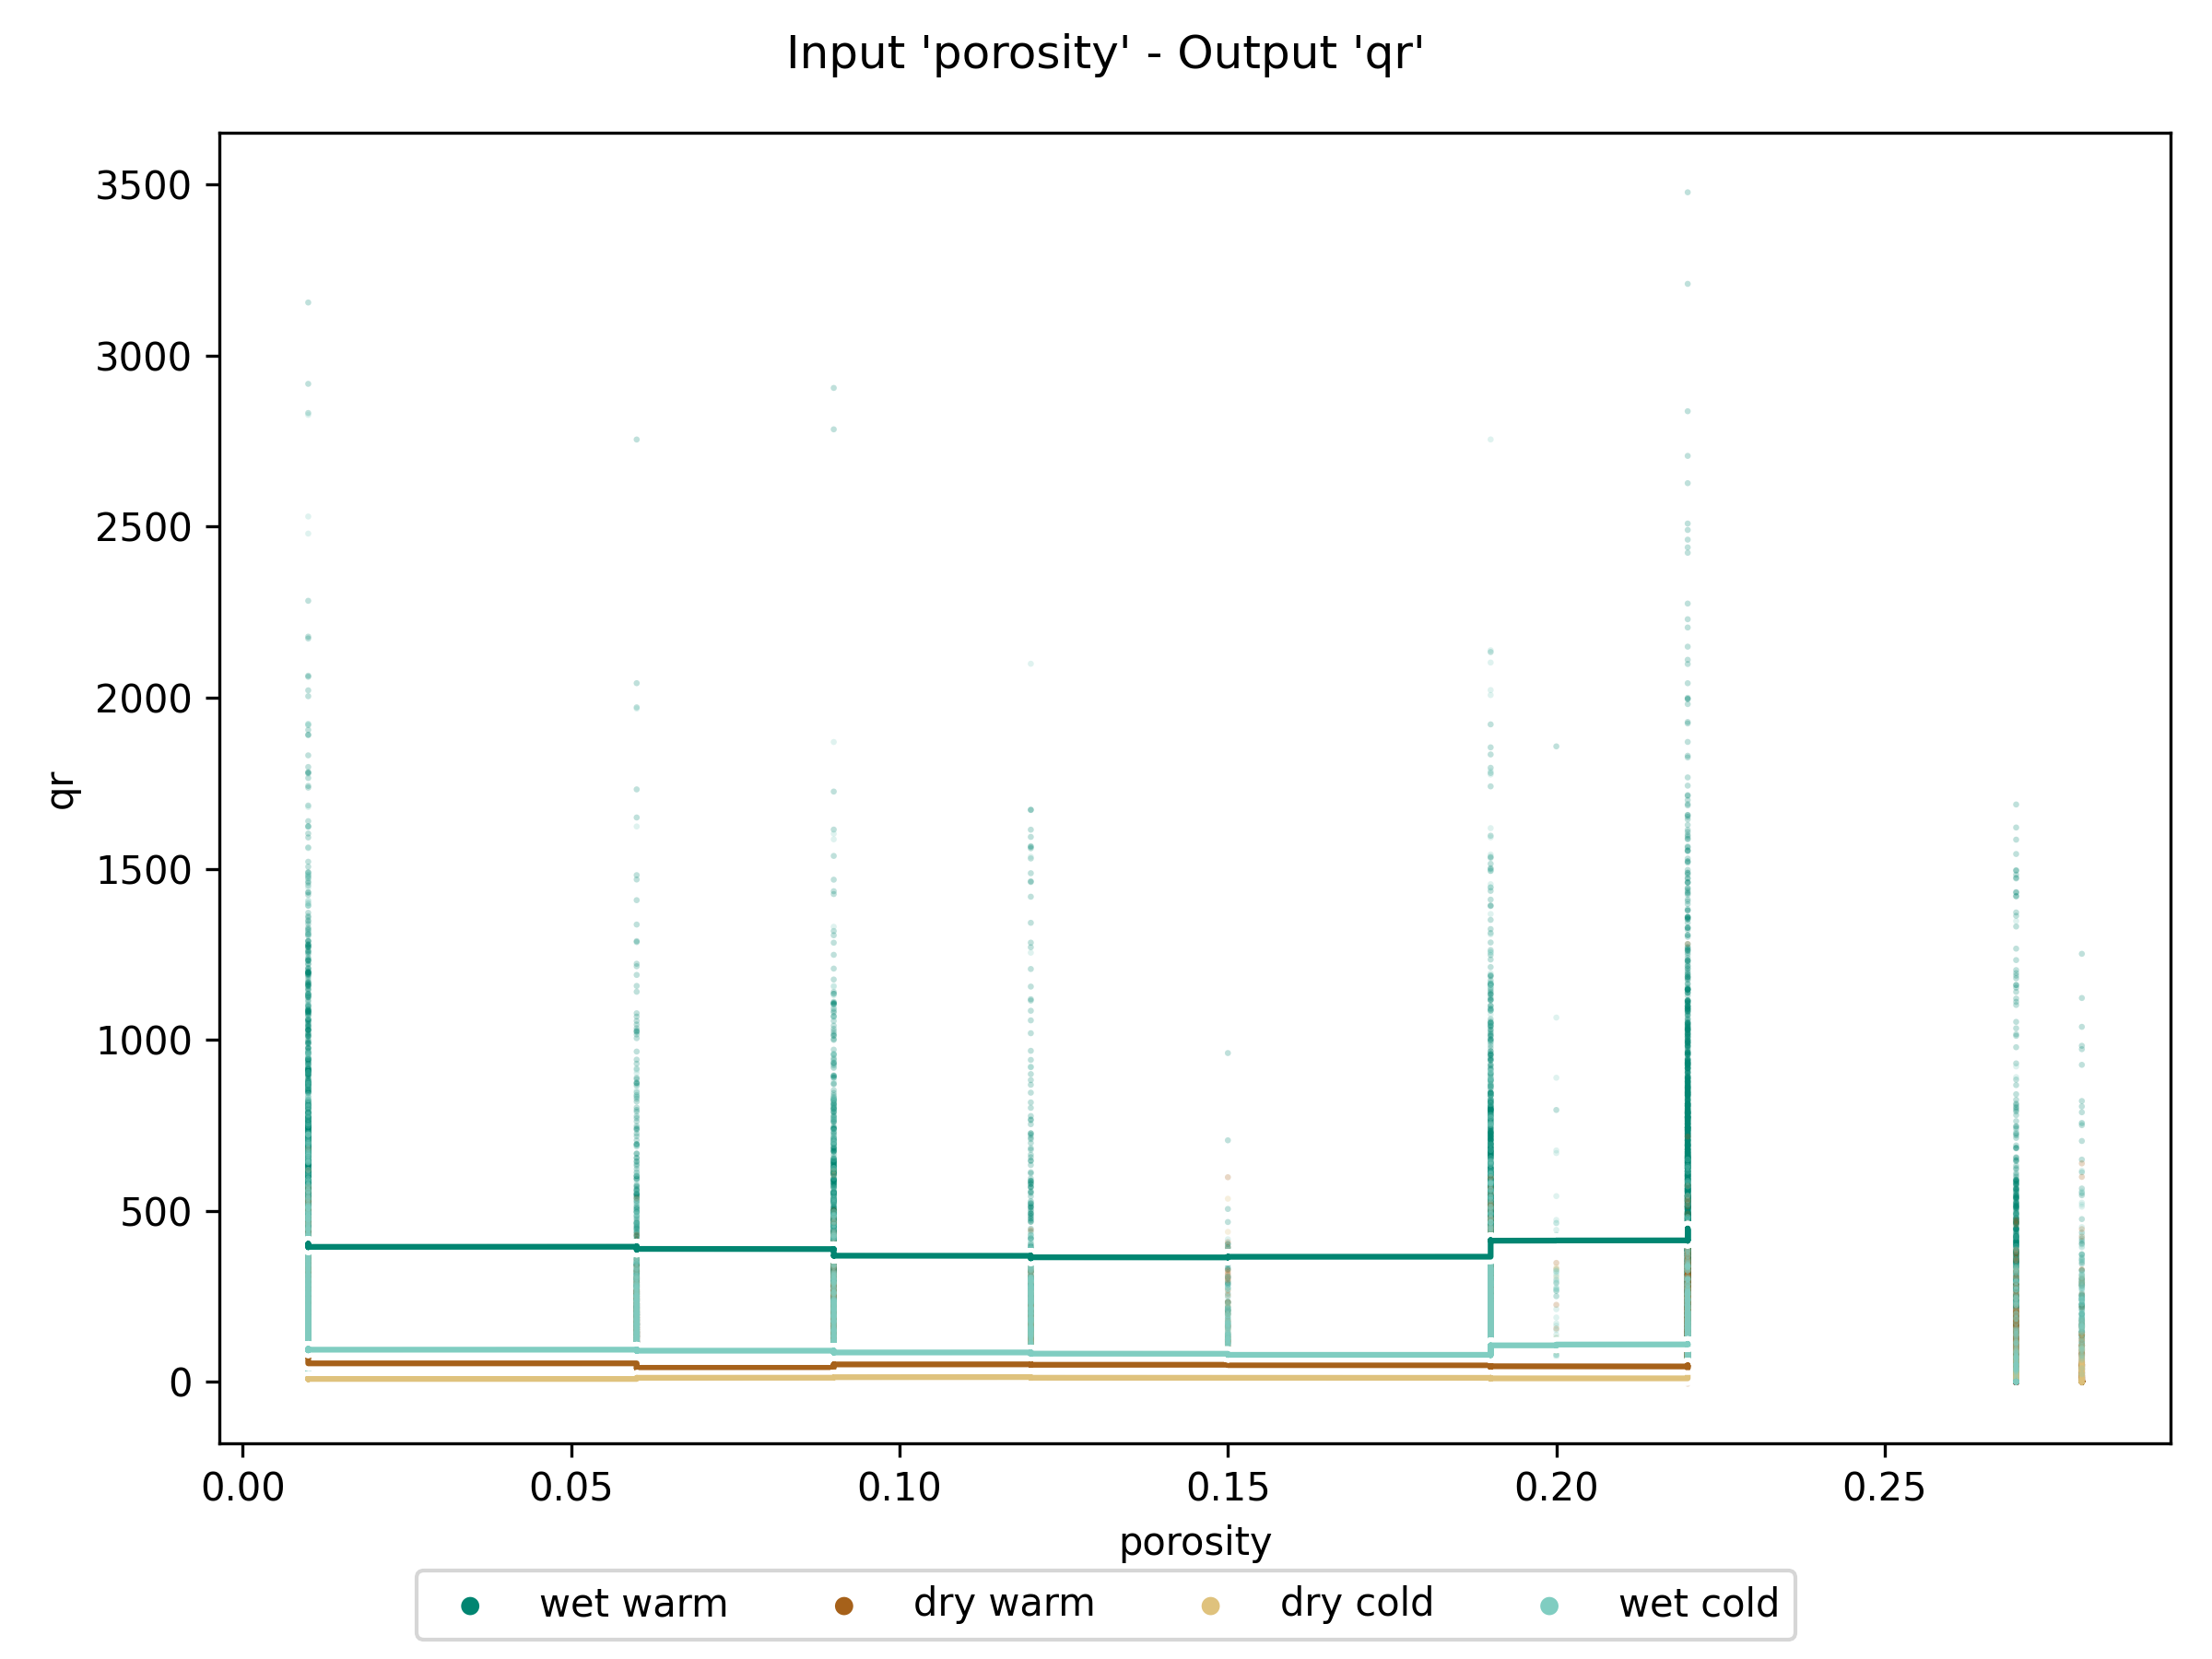 Input 'porosity' - Output 'qr'
3500
3000
2500
2000
1500
1000
500
0
qr
0.00 0.05 0.10 0.15 0.20 0.25
porosity
wet warm dry warm dry cold wet cold